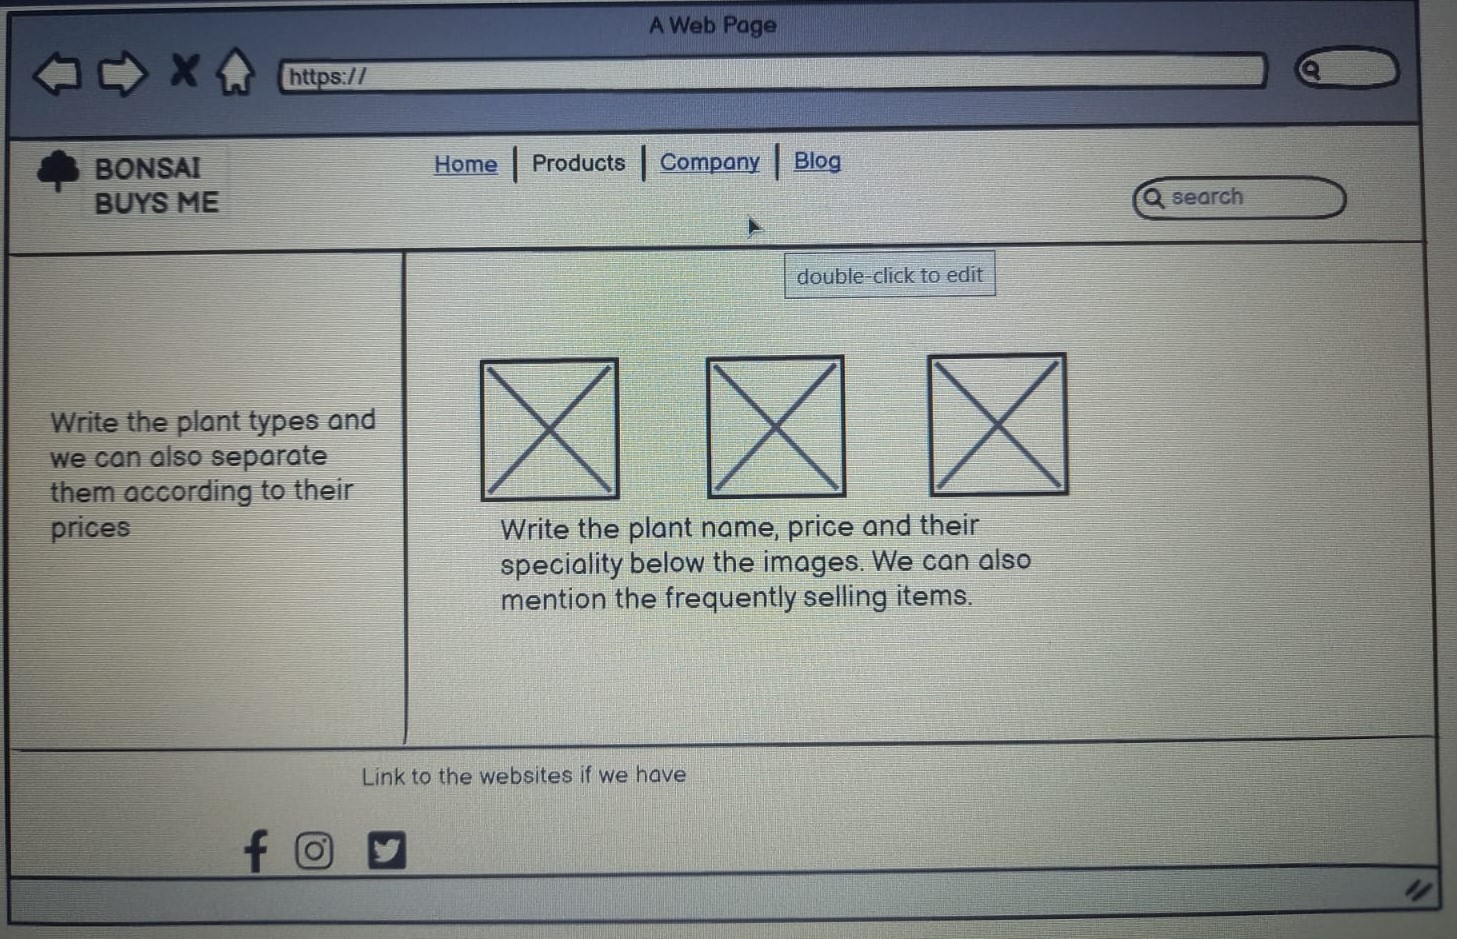 A Web Page
https://
BONSAI
BUYS ME
Home Products Company Blog
search
double-click to edit
Write the plant types and
we can also separate
them according to their
prices
Write the plant name, price and their
speciality below the images. We can also
mention the frequently selling items.
Link to the websites if we have